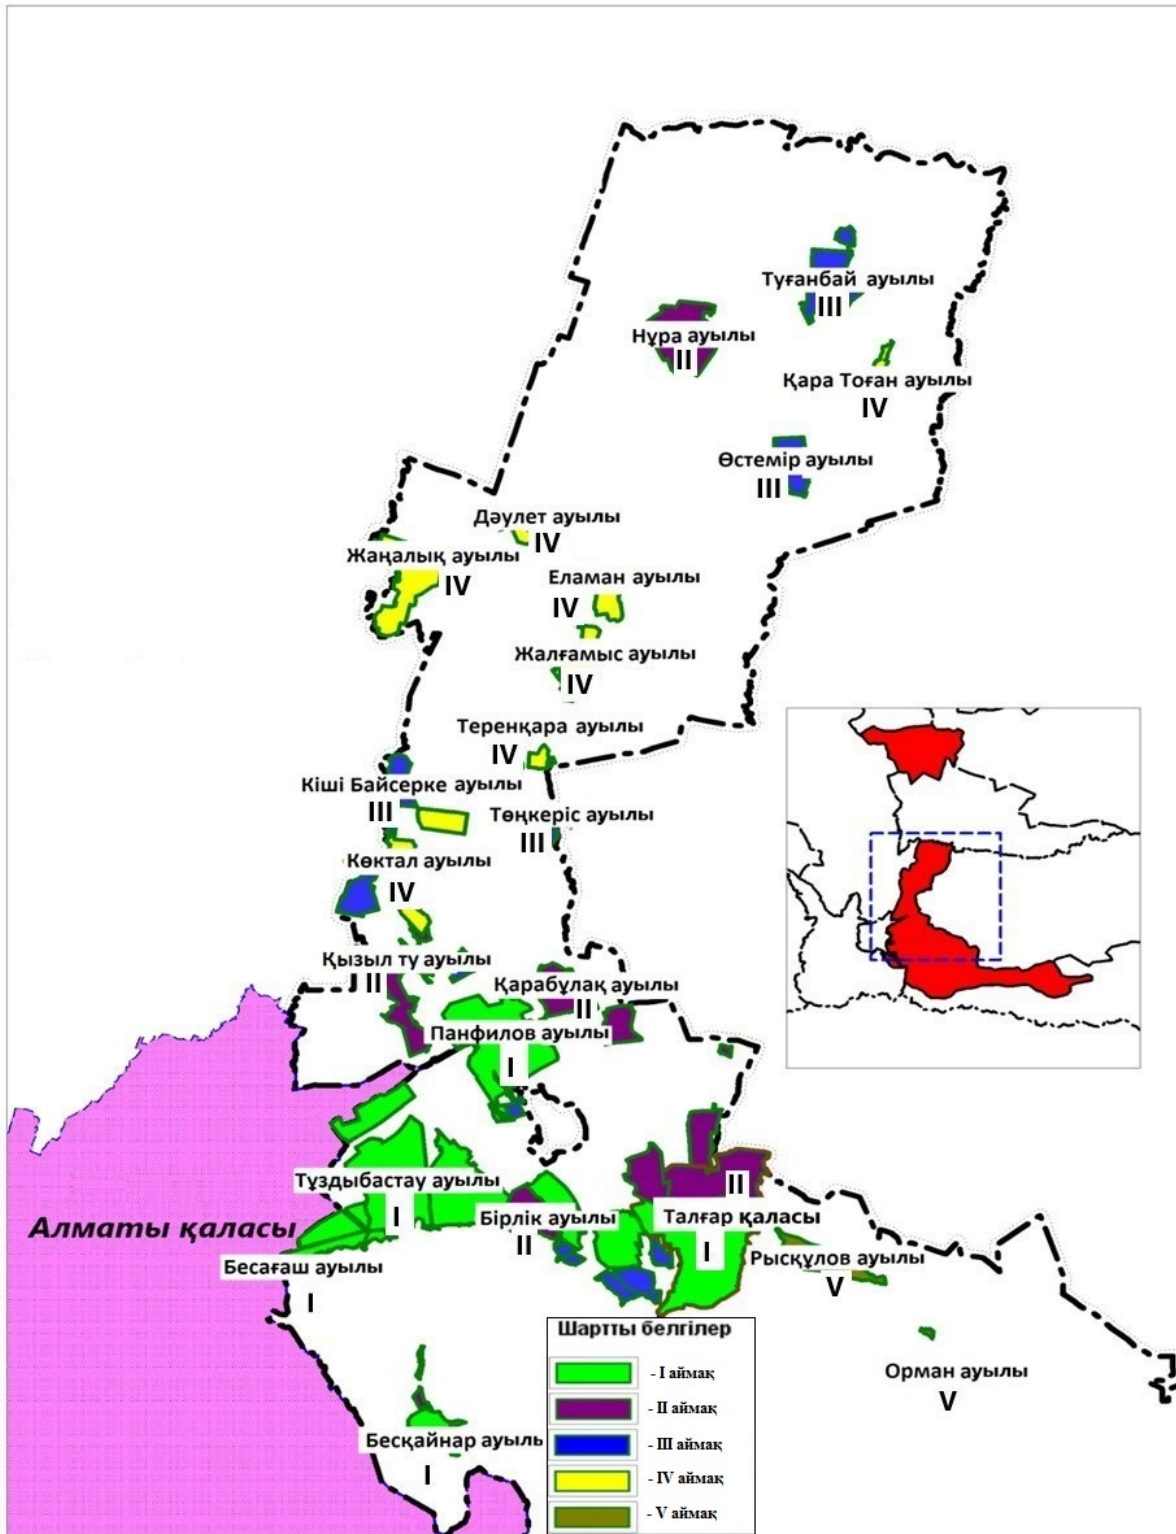 Туғанбай ауылы
III
Нұра ауылы
II
Қара Тоған ауылы
IV
Өстемір ауылы
III
Дәулет ауылы
IV
Жаңалық ауылы
IV
Еламан ауылы
IV
Жалғамыс ауылы
IV
Теренқара ауылы
IV
Кіші Байсерке ауылы
III
Төңкеріс ауылы
III
Көктал ауылы
IV
Қызыл ту ауылы
II
Қарабұлақ ауылы
II
Панфилов ауылы
I
Тұздыбастау ауылы
I
II
Талғар қаласы
I
Бірлік ауылы
II
Алматы қаласы
Рысқұлов ауылы
V
Бесағаш ауылы
I
Орман ауылы
V
Бесқайнар ауылы
I
Шартты белгілер
- I аймақ
- II аймақ
- III аймақ
- IV аймақ
- V аймақ